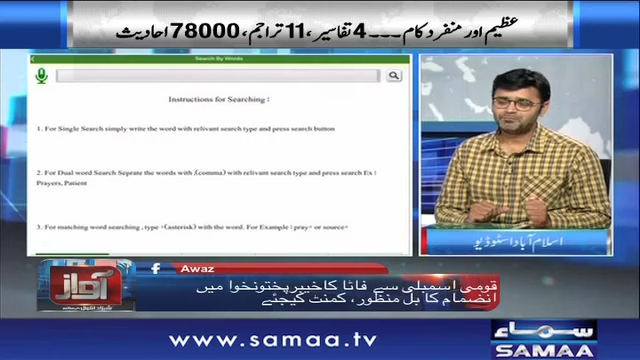 عظیم اور منفرد کام۔۔۔4 تفاسیر، 11 تراجم، 78000 احادیث
Search By Words
Instructions for Searching :
1. For Single Search simply write the word with relivant search type and press search button
2. For Dual word Search Seprate the words with ,(comma) with relevant search type and press search Ex :
Prayers, Patient
3. For matching word searching , type *(asterisk) with the word. For Example : pray* or source*
اسلام آباد اسٹوڈیو
f Awaz
آواز
قومی اسمبلی سے فاٹا کا خیبرپختونخوا میں
انضمام کا بل منظور، کمنٹ کیجئے
www.samaa.tv
سماء
SAMAA